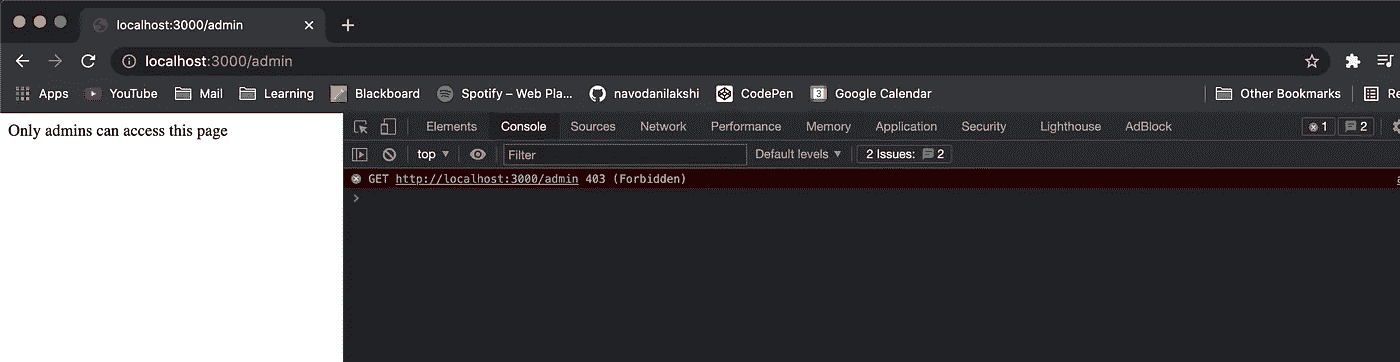 localhost:3000/admin
localhost:3000/admin
Apps YouTube Mail Learning Blackboard Spotify – Web Pla... navodanilakshi CodePen 3 Google Calendar Other Bookmarks Re
Only admins can access this page
Elements Console Sources Network Performance Memory Application Security Lighthouse AdBlock 1 2
top Filter Default levels 2 Issues: 2
GET http://localhost:3000/admin 403 (Forbidden)